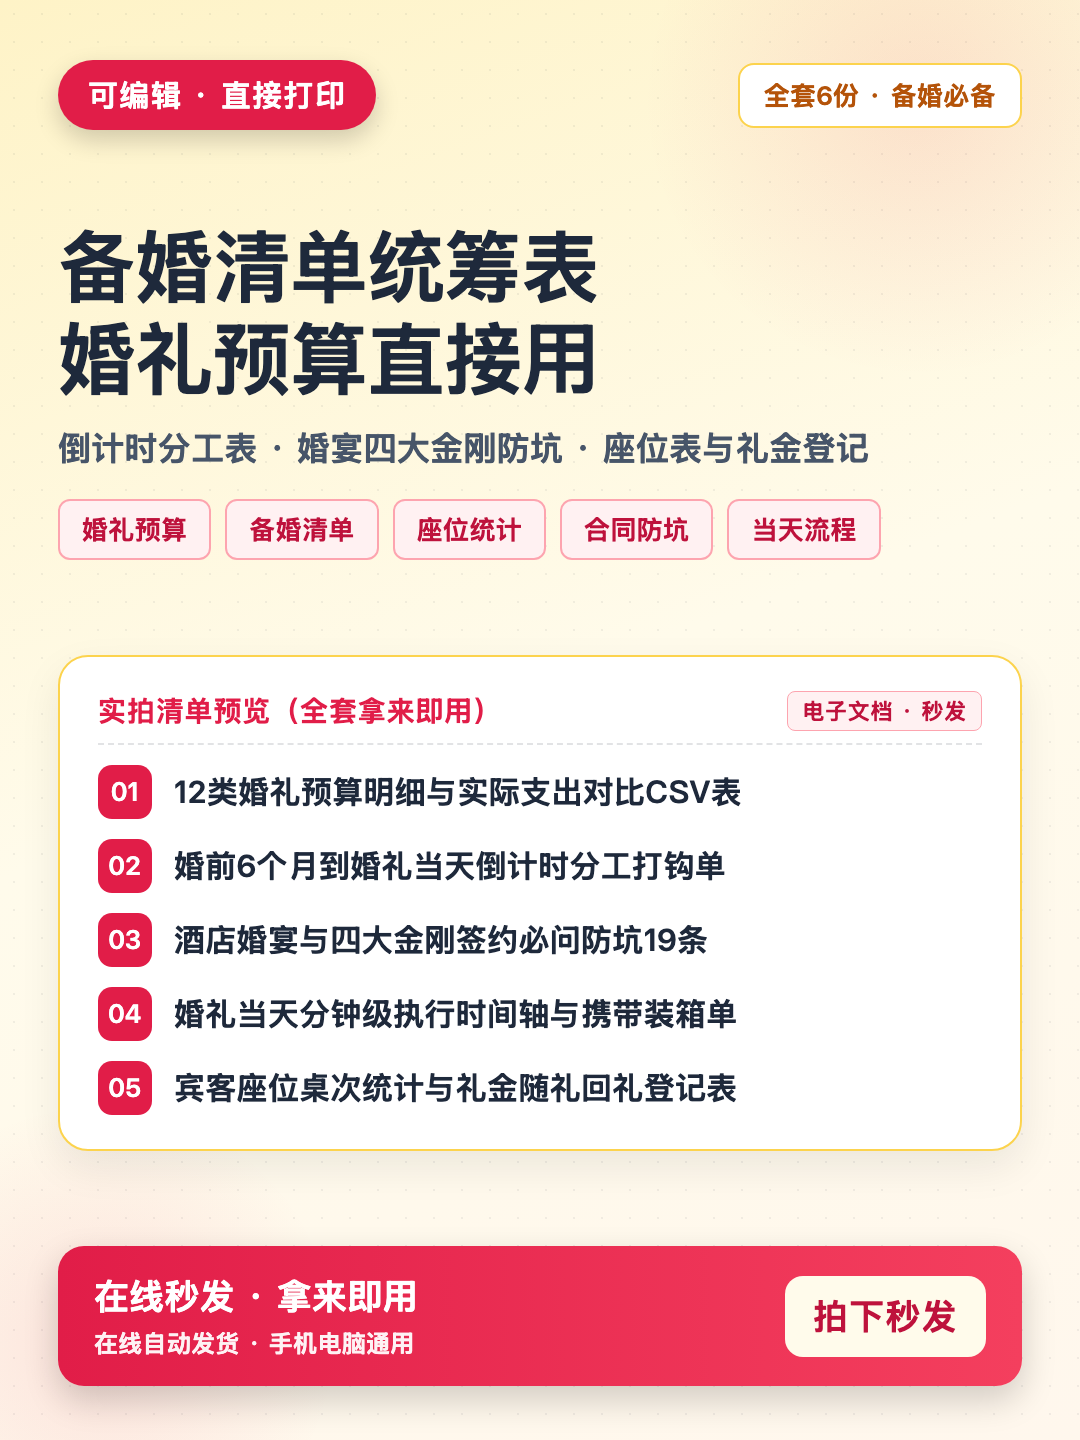 可编辑 · 直接打印
全套6份 · 备婚必备
备婚清单统筹表
婚礼预算直接用
倒计时分工表 · 婚宴四大金刚防坑 · 座位表与礼金登记
婚礼预算 备婚清单 座位统计 合同防坑 当天流程
实拍清单预览（全套拿来即用）
电子文档 · 秒发
01 12类婚礼预算明细与实际支出对比CSV表
02 婚前6个月到婚礼当天倒计时分工打钩单
03 酒店婚宴与四大金刚签约必问防坑19条
04 婚礼当天分钟级执行时间轴与携带装箱单
05 宾客座位桌次统计与礼金随礼回礼登记表
在线秒发 · 拿来即用
在线自动发货 · 手机电脑通用
拍下秒发